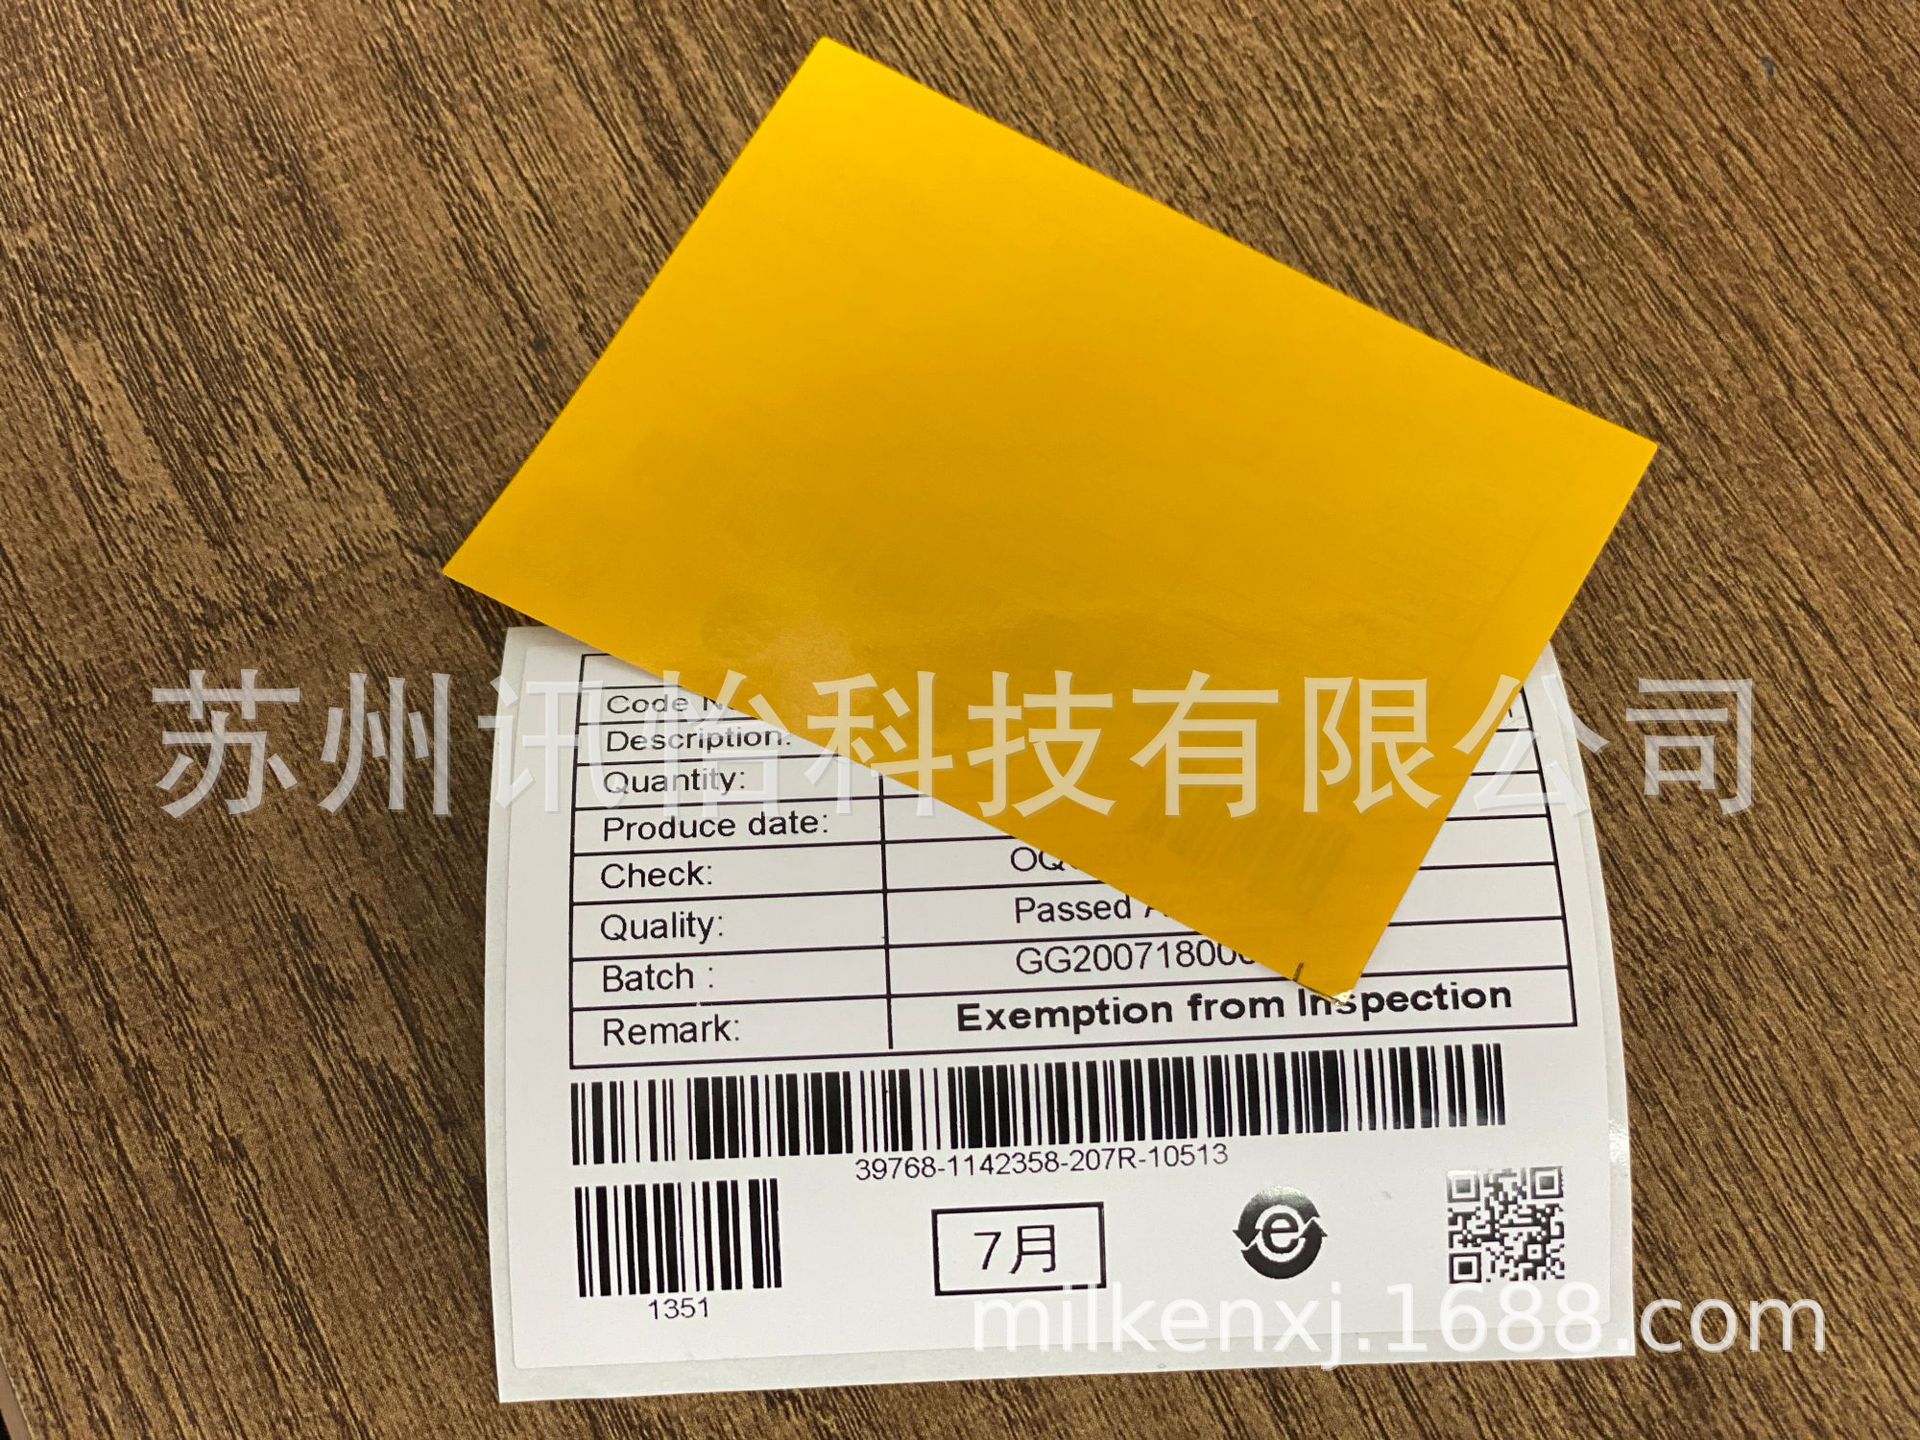 苏州讯怡科技有限公司
Code
Description:
Quantity:
Produce date:
Check:
Quality: Passed
Batch :
Remark: Exemption from Inspection
39768-1142358-207R-10513
1351
7月
e
milkenxj.1688.com